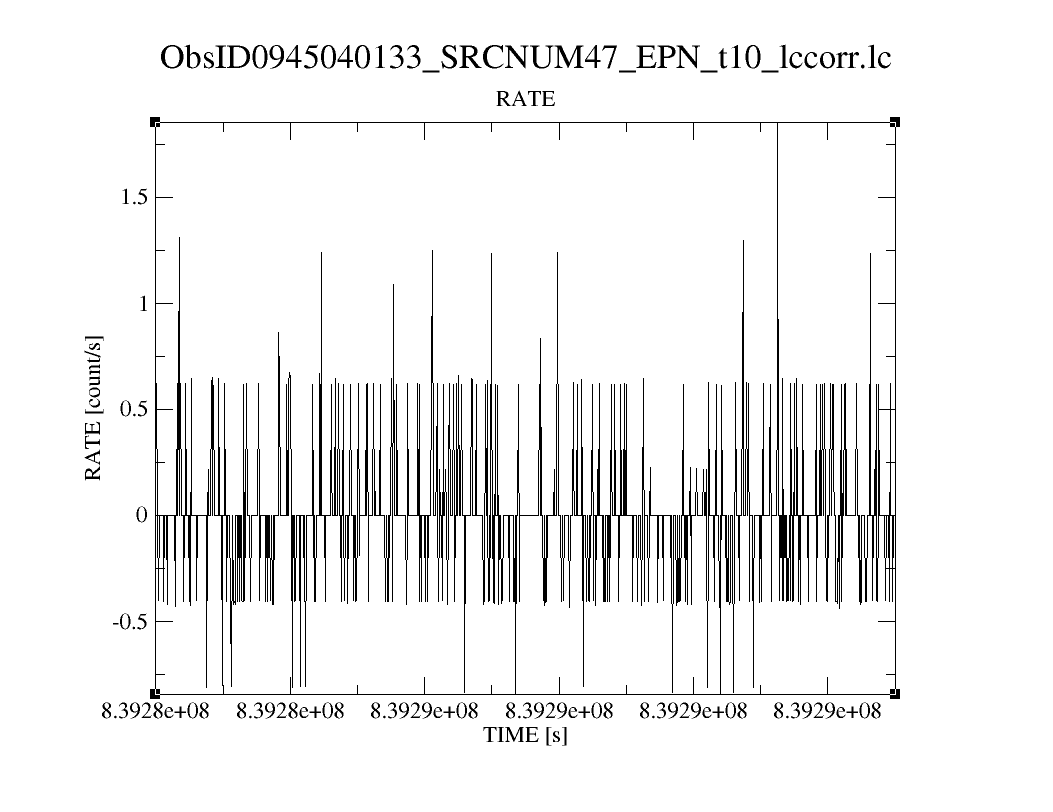 ObsID0945040133_SRCNUM47_EPN_t10_lccorr.lc
RATE
1.5
1
0.5
0
-0.5
RATE [count/s]
8.3928e+08 8.3928e+08 8.3929e+08 8.3929e+08 8.3929e+08 8.3929e+08
TIME [s]